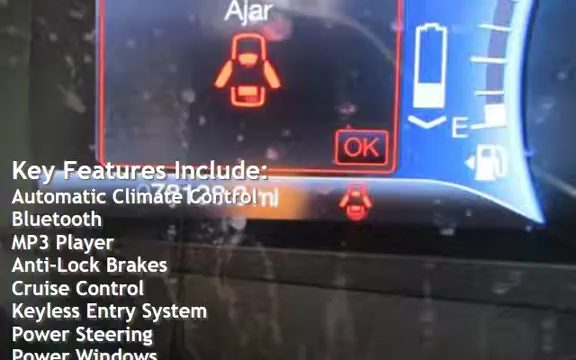 Ajar
OK
E
Key Features Include:
Automatic Climate Control
mi
Bluetooth
MP3 Player
Anti-Lock Brakes
Cruise Control
Keyless Entry System
Power Steering
Power Windows